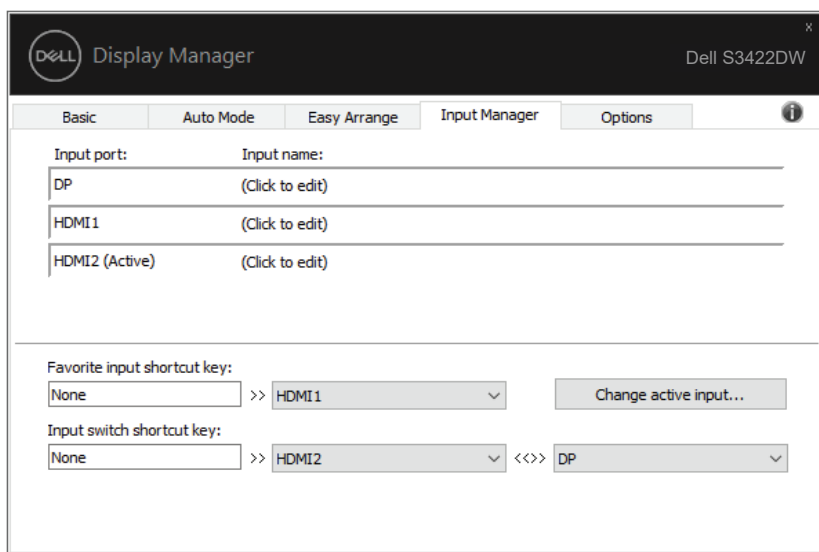 x
DELL Display Manager
Dell S3422DW
Basic Auto Mode Easy Arrange Input Manager Options i
Input port: Input name:
DP (Click to edit)
HDMI1 (Click to edit)
HDMI2 (Active) (Click to edit)
Favorite input shortcut key:
None >> HDMI1 Change active input...
Input switch shortcut key:
None >> HDMI2 <<>> DP